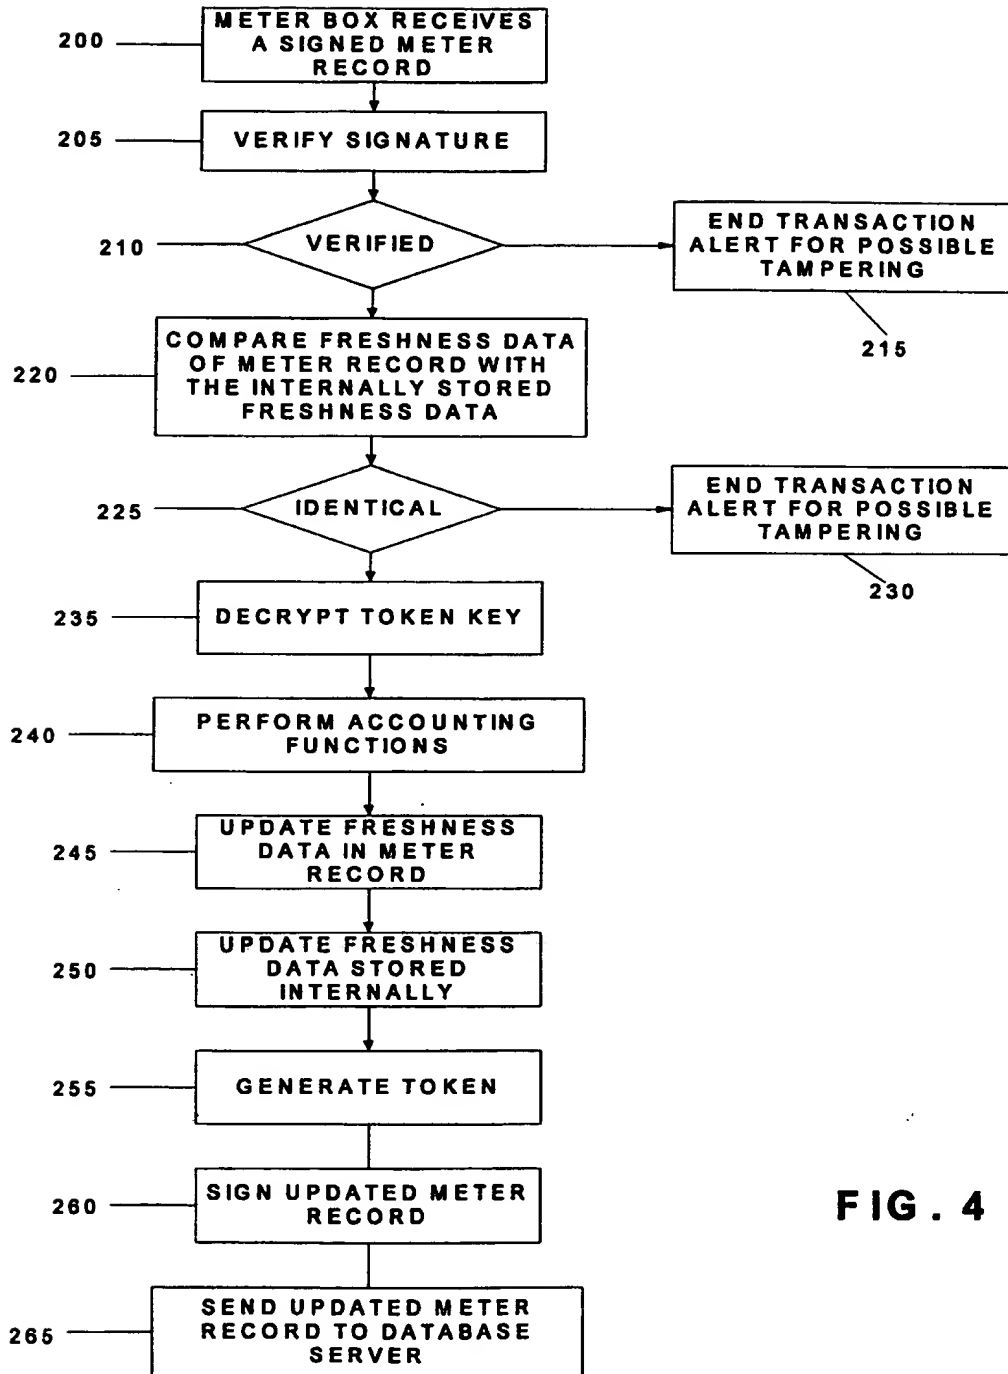 200
METER BOX RECEIVES
A SIGNED METER
RECORD
205
VERIFY SIGNATURE
210
VERIFIED
END TRANSACTION
ALERT FOR POSSIBLE
TAMPERING
215
220
COMPARE FRESHNESS DATA
OF METER RECORD WITH
THE INTERNALLY STORED
FRESHNESS DATA
225
IDENTICAL
END TRANSACTION
ALERT FOR POSSIBLE
TAMPERING
230
235
DECRYPT TOKEN KEY
240
PERFORM ACCOUNTING
FUNCTIONS
245
UPDATE FRESHNESS
DATA IN METER
RECORD
250
UPDATE FRESHNESS
DATA STORED
INTERNALLY
255
GENERATE TOKEN
260
SIGN UPDATED METER
RECORD
265
SEND UPDATED METER
RECORD TO DATABASE
SERVER
FIG. 4